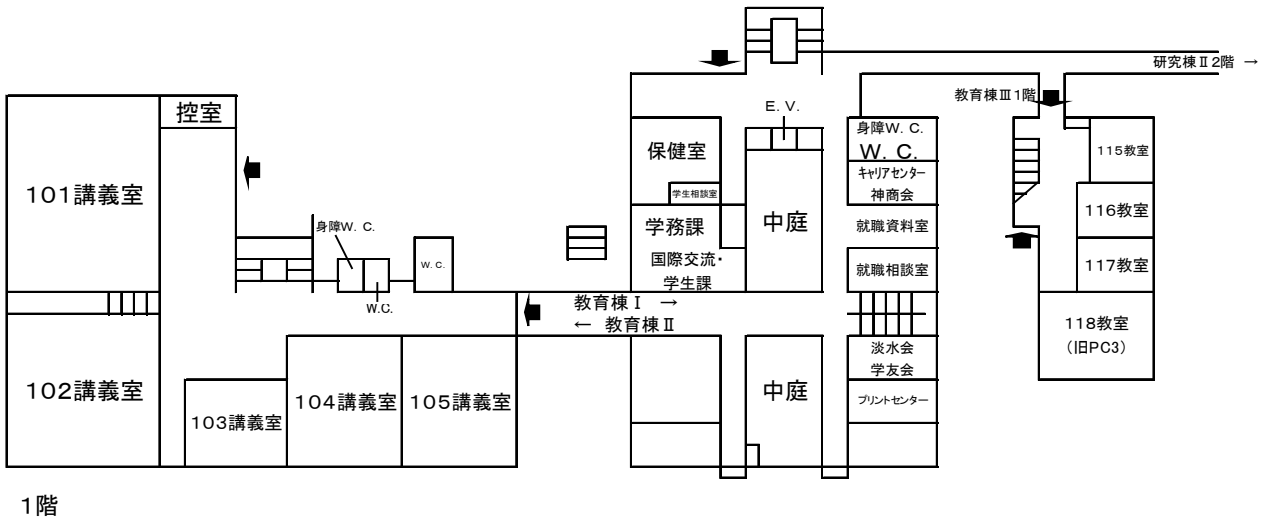 研究棟Ⅱ2階 →
教育棟Ⅲ1階
控室
E. V.
身障W. C.
W. C.
保健室
115教室
キャリアセンター
神商会
101講義室
学生相談室
116教室
身障W. C.
学務課
中庭
就職資料室
W. C.
国際交流・
学生課
就職相談室
117教室
W.C.
教育棟Ⅰ →
← 教育棟Ⅱ
118教室
(旧PC3)
淡水会
学友会
102講義室
103講義室
104講義室
105講義室
中庭
プリントセンター
1階